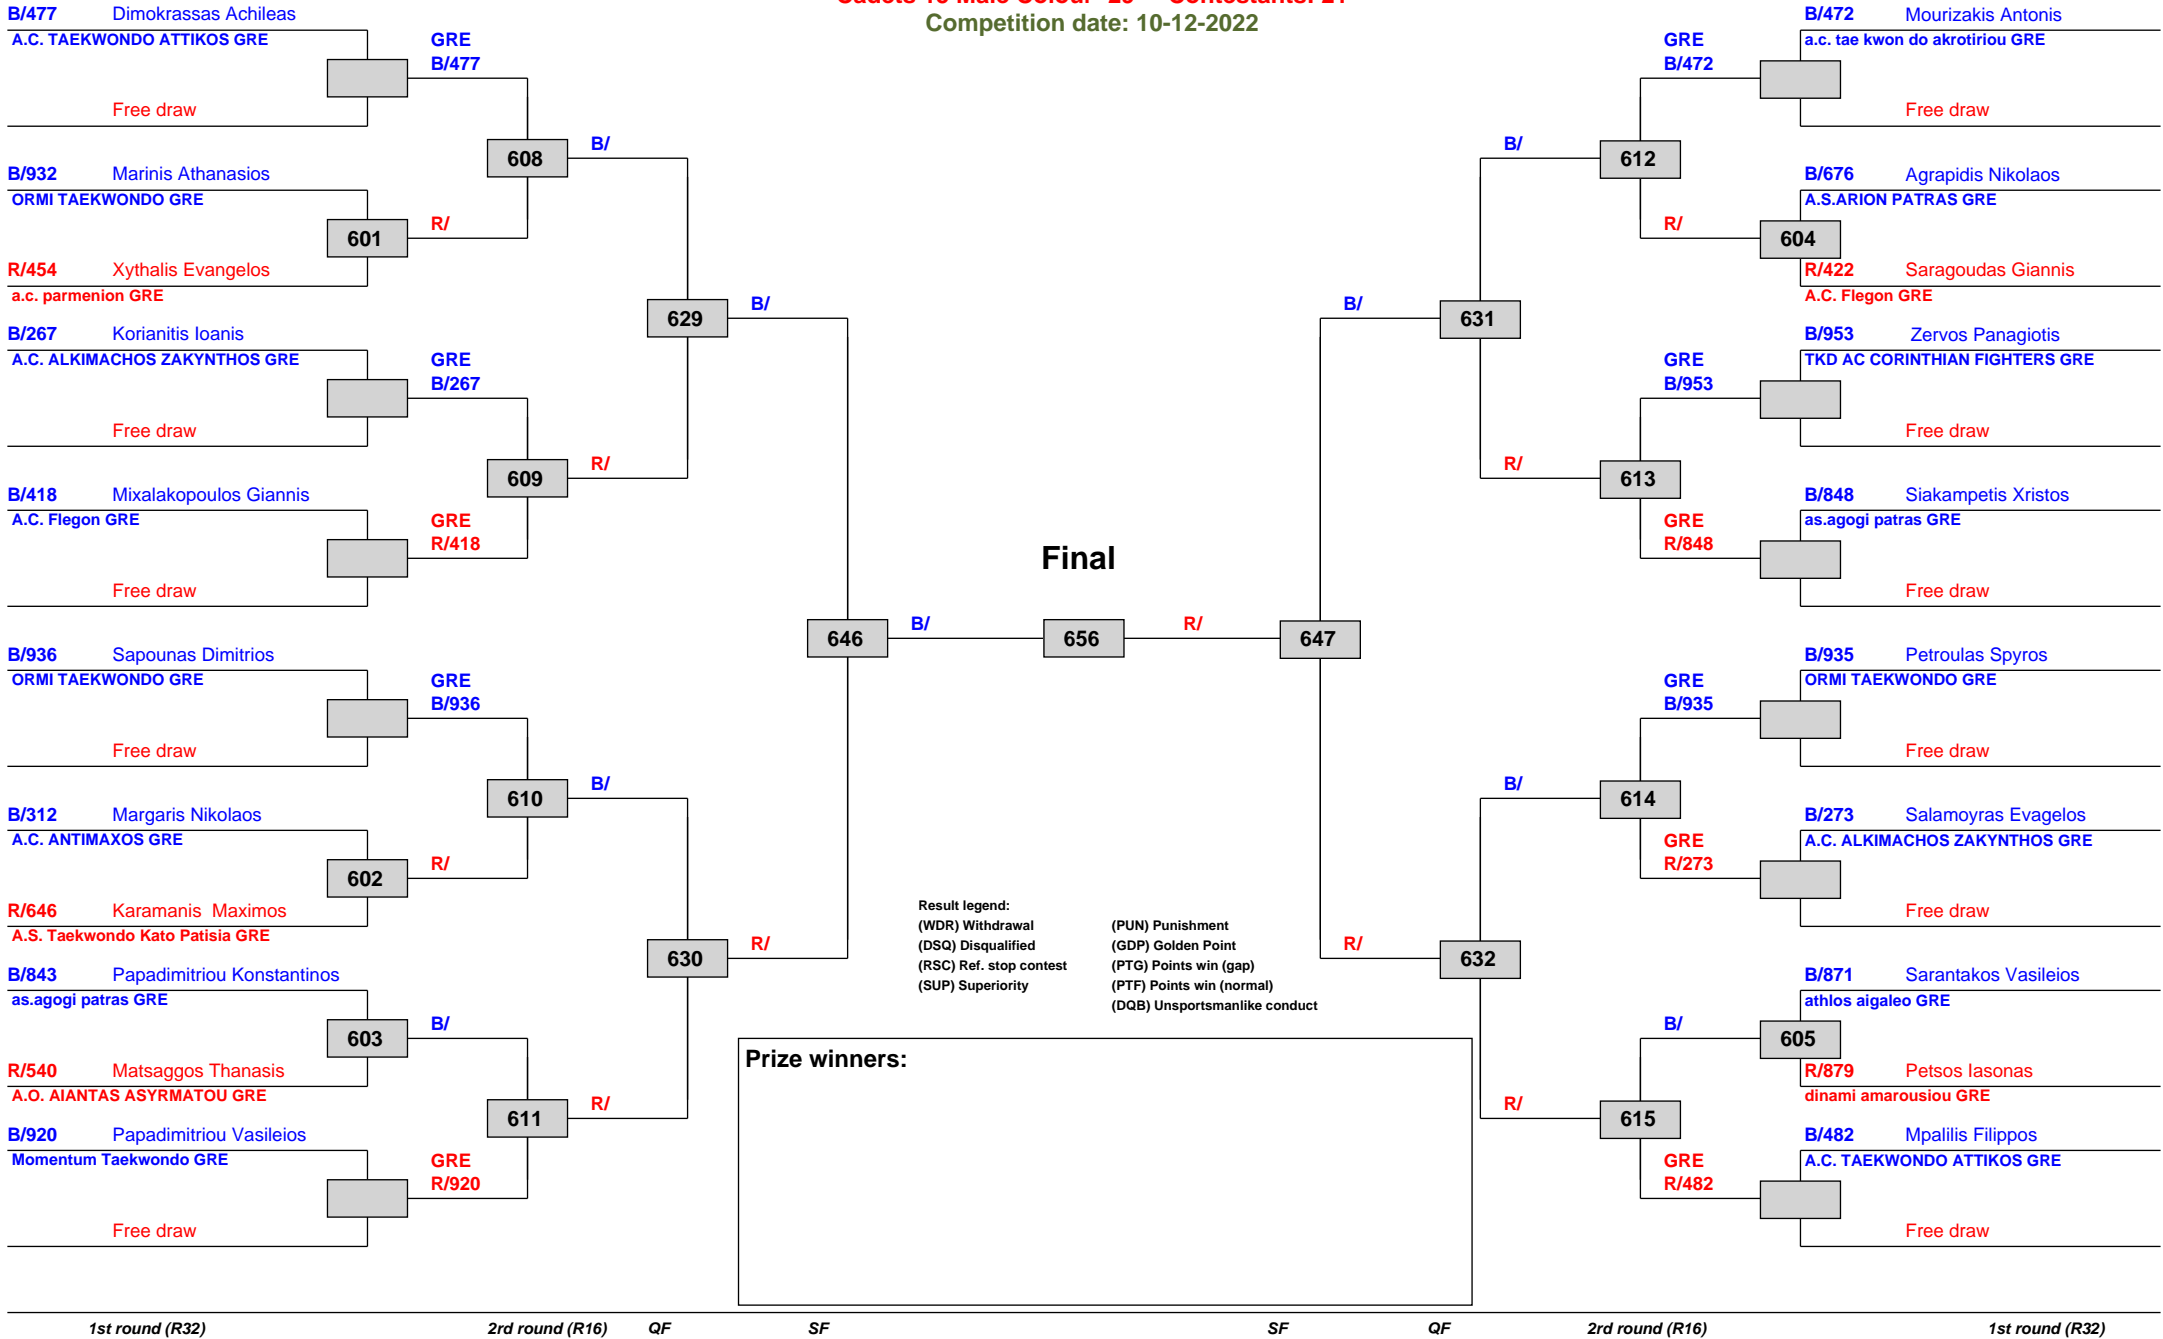 Competition date: 10-12-2022
B/477 Dimokrassas Achileas
A.C. TAEKWONDO ATTIKOS GRE
GRE
B/477
Free draw
608
B/
B/932 Marinis Athanasios
ORMI TAEKWONDO GRE
601
R/
R/454 Xythalis Evangelos
a.c. parmenion GRE
629
B/
B/267 Korianitis Ioanis
A.C. ALKIMACHOS ZAKYNTHOS GRE
GRE
B/267
Free draw
609
R/
B/418 Mixalakopoulos Giannis
A.C. Flegon GRE
GRE
R/418
Free draw
646
B/
B/936 Sapounas Dimitrios
ORMI TAEKWONDO GRE
GRE
B/936
Free draw
610
B/
B/312 Margaris Nikolaos
A.C. ANTIMAXOS GRE
602
R/
R/646 Karamanis Maximos
A.S. Taekwondo Kato Patisia GRE
630
R/
B/843 Papadimitriou Konstantinos
as.agogi patras GRE
603
B/
R/540 Matsaggos Thanasis
A.O. AIANTAS ASYRMATOU GRE
611
R/
B/920 Papadimitriou Vasileios
Momentum Taekwondo GRE
GRE
R/920
Free draw
Final
656
R/
647
B/472 Mourizakis Antonis
a.c. tae kwon do akrotiriou GRE
GRE
B/472
Free draw
B/
612
B/676 Agrapidis Nikolaos
A.S.ARION PATRAS GRE
R/
604
R/422 Saragoudas Giannis
A.C. Flegon GRE
B/
631
B/953 Zervos Panagiotis
TKD AC CORINTHIAN FIGHTERS GRE
GRE
B/953
Free draw
R/
613
B/848 Siakampetis Xristos
as.agogi patras GRE
GRE
R/848
Free draw
B/935 Petroulas Spyros
ORMI TAEKWONDO GRE
GRE
B/935
Free draw
B/
614
B/273 Salamoyras Evagelos
A.C. ALKIMACHOS ZAKYNTHOS GRE
GRE
R/273
Free draw
R/
632
B/871 Sarantakos Vasileios
athlos aigaleo GRE
B/
605
R/879 Petsos Iasonas
dinami amarousiou GRE
R/
615
B/482 Mpalilis Filippos
A.C. TAEKWONDO ATTIKOS GRE
GRE
R/482
Free draw
Result legend:
(WDR) Withdrawal (PUN) Punishment
(DSQ) Disqualified (GDP) Golden Point
(RSC) Ref. stop contest (PTG) Points win (gap)
(SUP) Superiority (PTF) Points win (normal)
(DQB) Unsportsmanlike conduct
Prize winners:
1st round (R32) 2rd round (R16) QF SF SF QF 2rd round (R16) 1st round (R32)